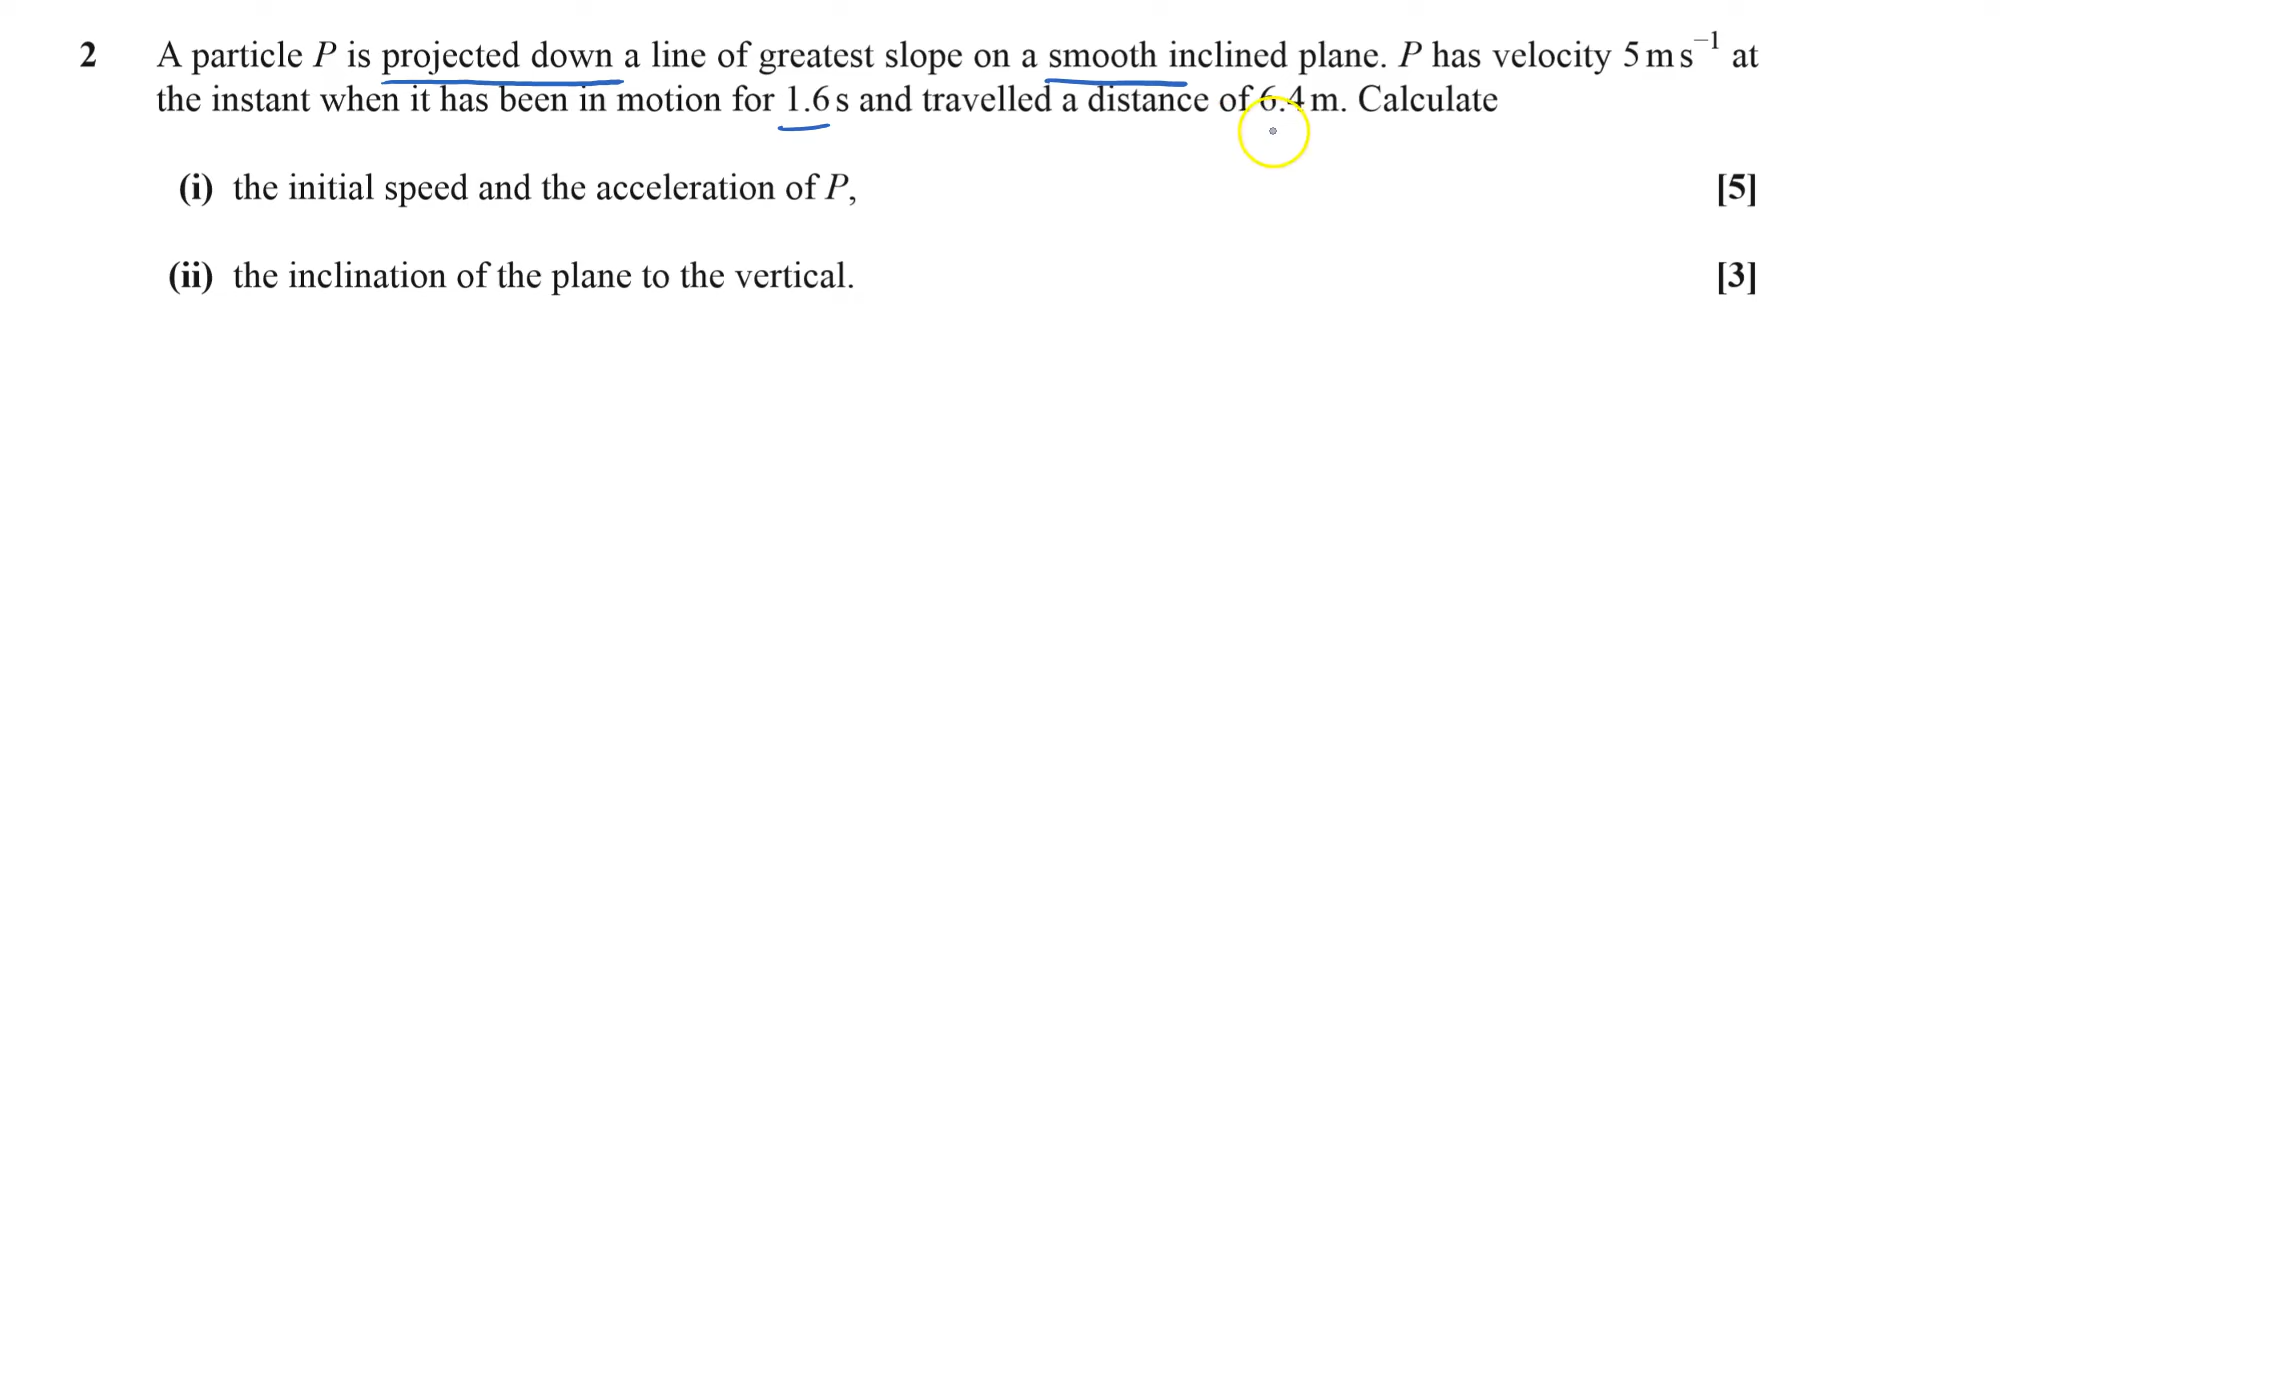 2 A particle P is projected down a line of greatest slope on a smooth inclined plane. P has velocity 5 m s⁻¹ at
the instant when it has been in motion for 1.6 s and travelled a distance of 6.4 m. Calculate
(i) the initial speed and the acceleration of P, [5]
(ii) the inclination of the plane to the vertical. [3]